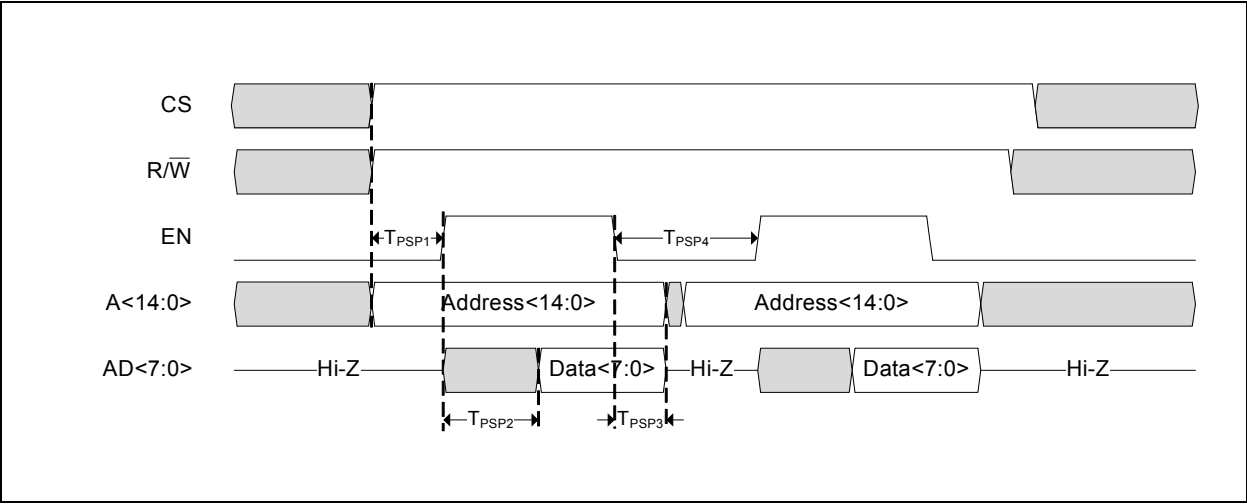 CS
R/W̅
EN
TPSP1
TPSP4
A<14:0>
Address<14:0>
Address<14:0>
AD<7:0>
Hi-Z
Data<7:0>
Hi-Z
Data<7:0>
Hi-Z
TPSP2
TPSP3